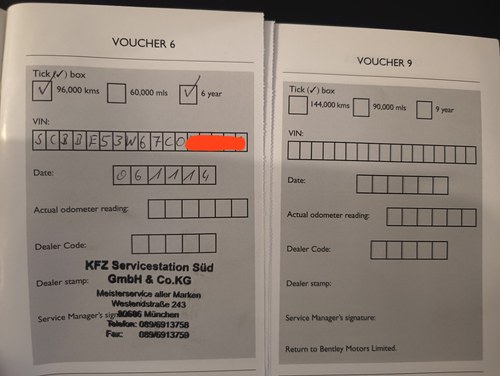 VOUCHER 6
Tick (✓) box
✓ 96,000 kms 60,000 mls ✓ 6 year
VIN:
SCBBE53W67C0
Date: 061114
Actual odometer reading:
Dealer Code:
KFZ Servicestation Süd
Dealer stamp: GmbH & Co.KG
Meisterservice aller Marken
Westendstraße 243
Service Manager's sign 80686 München
Telefon: 089/6913758
Fax: 089/6913759
VOUCHER 9
Tick (✓) box
144,000 kms 90,000 mls 9 year
VIN:
Date:
Actual odometer reading:
Dealer Code:
Dealer stamp:
Service Manager's signature:
Return to Bentley Motors Limited.